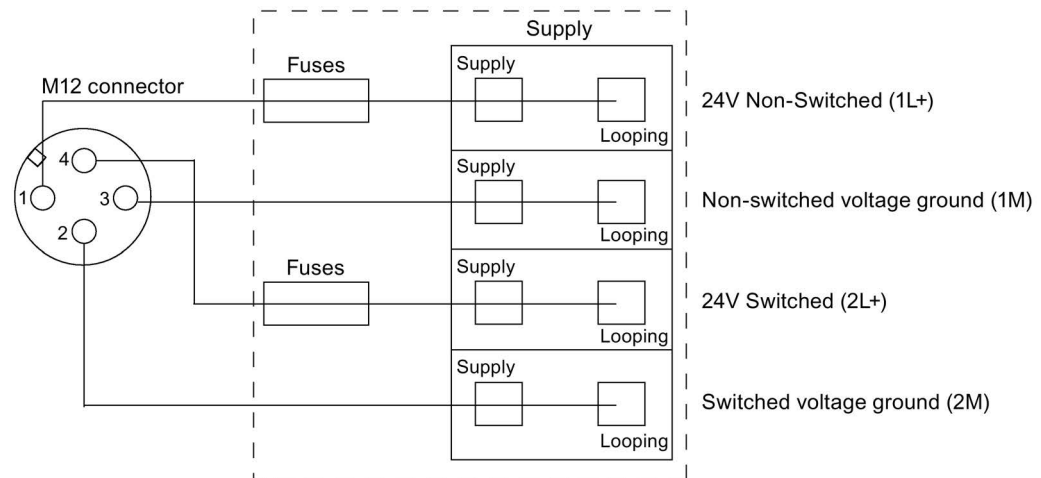 Supply
Fuses
Supply
M12 connector
24V Non-Switched (1L+)
Looping
4
Supply
1
3
Non-switched voltage ground (1M)
2
Looping
Fuses
Supply
24V Switched (2L+)
Looping
Supply
Switched voltage ground (2M)
Looping